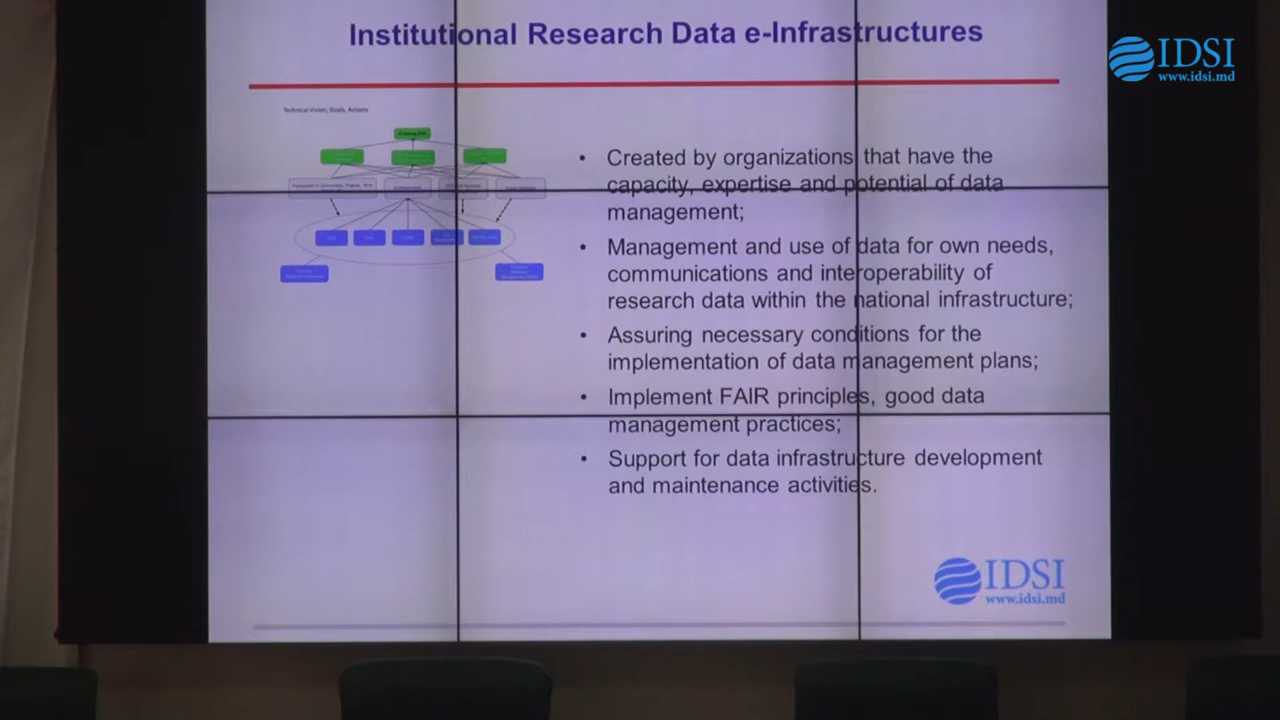 Institutional Research Data e-Infrastructures
IDSI
www.idsi.md
Technical Vision, Goals, Actions
• Created by organizations that have the
capacity, expertise and potential of data
management;
• Management and use of data for own needs,
communications and interoperability of
research data within the national infrastructure;
• Assuring necessary conditions for the
implementation of data management plans;
• Implement FAIR principles, good data
management practices;
• Support for data infrastructure development
and maintenance activities.
IDSI
www.idsi.md